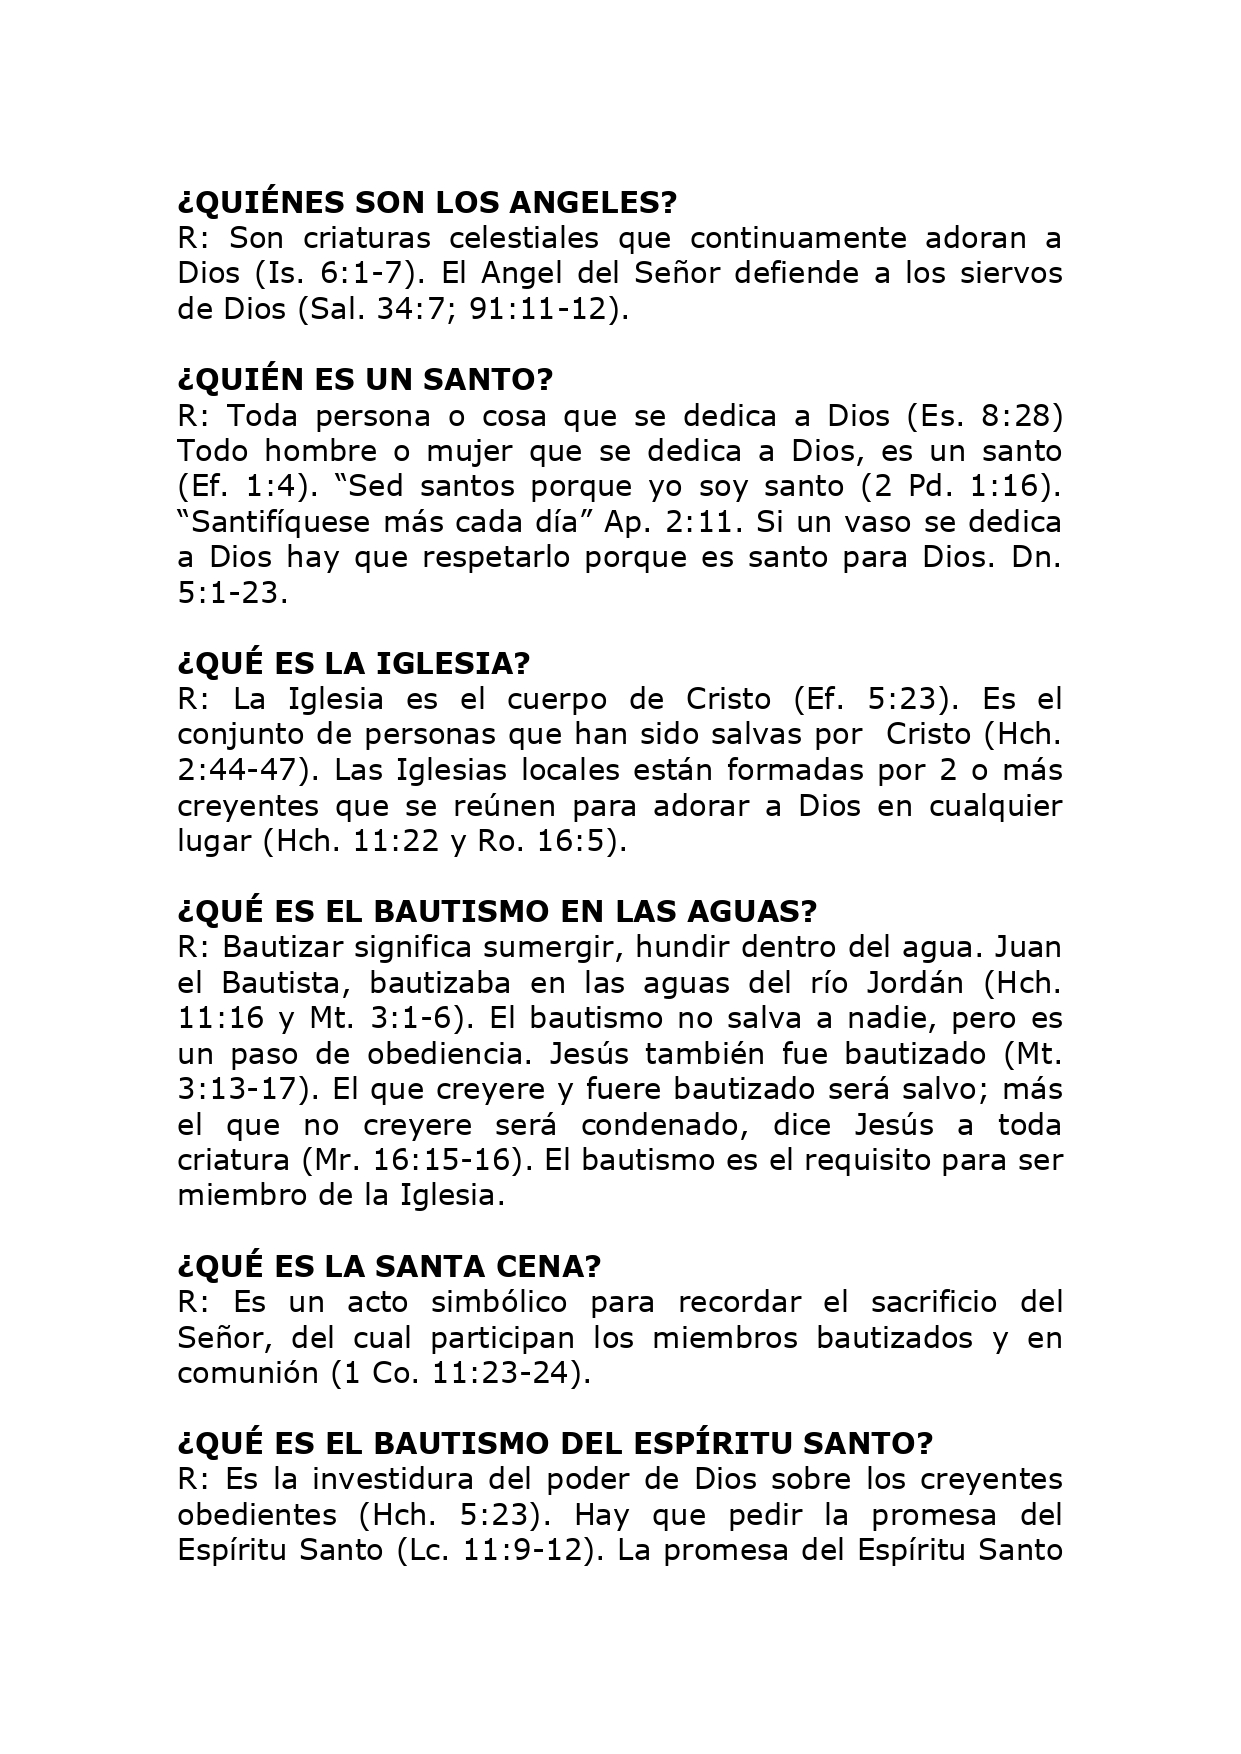 ¿QUIÉNES SON LOS ANGELES?
R: Son criaturas celestiales que continuamente adoran a
Dios (Is. 6:1-7). El Angel del Señor defiende a los siervos
de Dios (Sal. 34:7; 91:11-12).
¿QUIÉN ES UN SANTO?
R: Toda persona o cosa que se dedica a Dios (Es. 8:28)
Todo hombre o mujer que se dedica a Dios, es un santo
(Ef. 1:4). “Sed santos porque yo soy santo (2 Pd. 1:16).
“Santifíquese más cada día” Ap. 2:11. Si un vaso se dedica
a Dios hay que respetarlo porque es santo para Dios. Dn.
5:1-23.
¿QUÉ ES LA IGLESIA?
R: La Iglesia es el cuerpo de Cristo (Ef. 5:23). Es el
conjunto de personas que han sido salvas por  Cristo (Hch.
2:44-47). Las Iglesias locales están formadas por 2 o más
creyentes que se reúnen para adorar a Dios en cualquier
lugar (Hch. 11:22 y Ro. 16:5).
¿QUÉ ES EL BAUTISMO EN LAS AGUAS?
R: Bautizar significa sumergir, hundir dentro del agua. Juan
el Bautista, bautizaba en las aguas del río Jordán (Hch.
11:16 y Mt. 3:1-6). El bautismo no salva a nadie, pero es
un paso de obediencia. Jesús también fue bautizado (Mt.
3:13-17). El que creyere y fuere bautizado será salvo; más
el que no creyere será condenado, dice Jesús a toda
criatura (Mr. 16:15-16). El bautismo es el requisito para ser
miembro de la Iglesia.
¿QUÉ ES LA SANTA CENA?
R: Es un acto simbólico para recordar el sacrificio del
Señor, del cual participan los miembros bautizados y en
comunión (1 Co. 11:23-24).
¿QUÉ ES EL BAUTISMO DEL ESPÍRITU SANTO?
R: Es la investidura del poder de Dios sobre los creyentes
obedientes (Hch. 5:23). Hay que pedir la promesa del
Espíritu Santo (Lc. 11:9-12). La promesa del Espíritu Santo